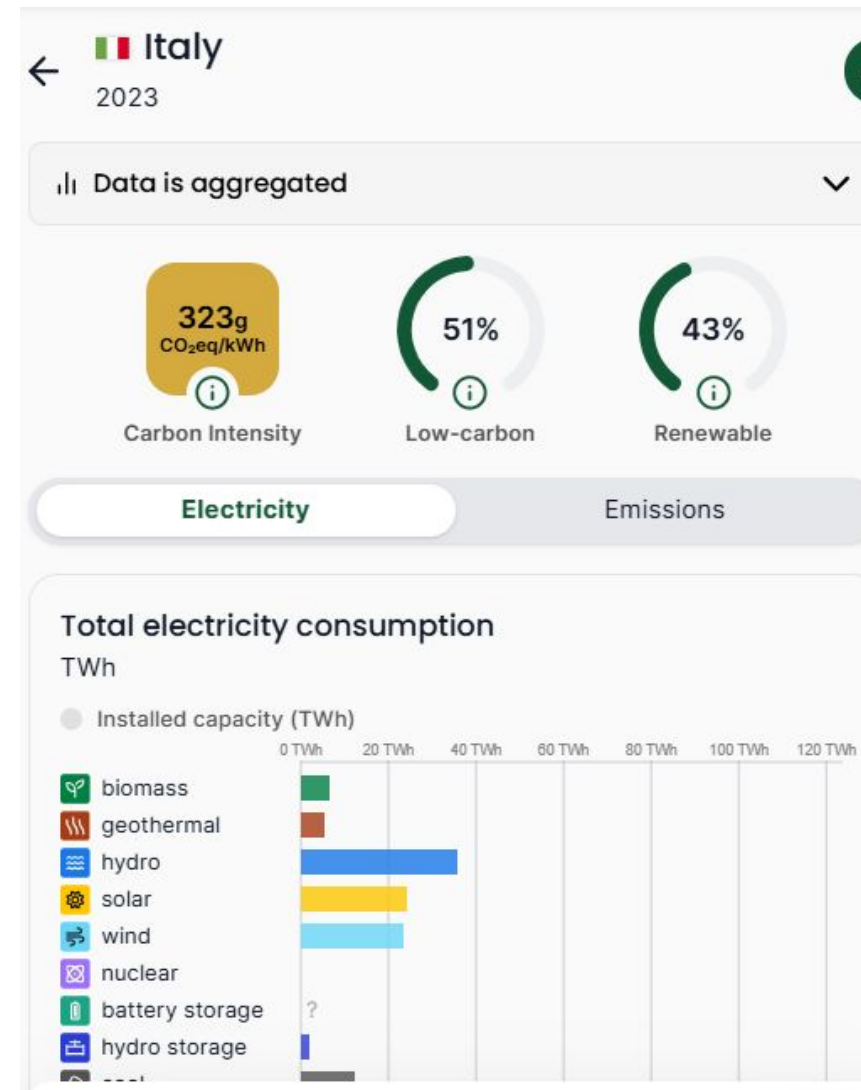 Italy
2023
Data is aggregated
323g
CO₂eq/kWh
51%
43%
Carbon Intensity
Low-carbon
Renewable
Electricity
Emissions
Total electricity consumption
TWh
Installed capacity (TWh)
0 TWh 20 TWh 40 TWh 60 TWh 80 TWh 100 TWh 120 TWh
biomass
geothermal
hydro
solar
wind
nuclear
battery storage ?
hydro storage